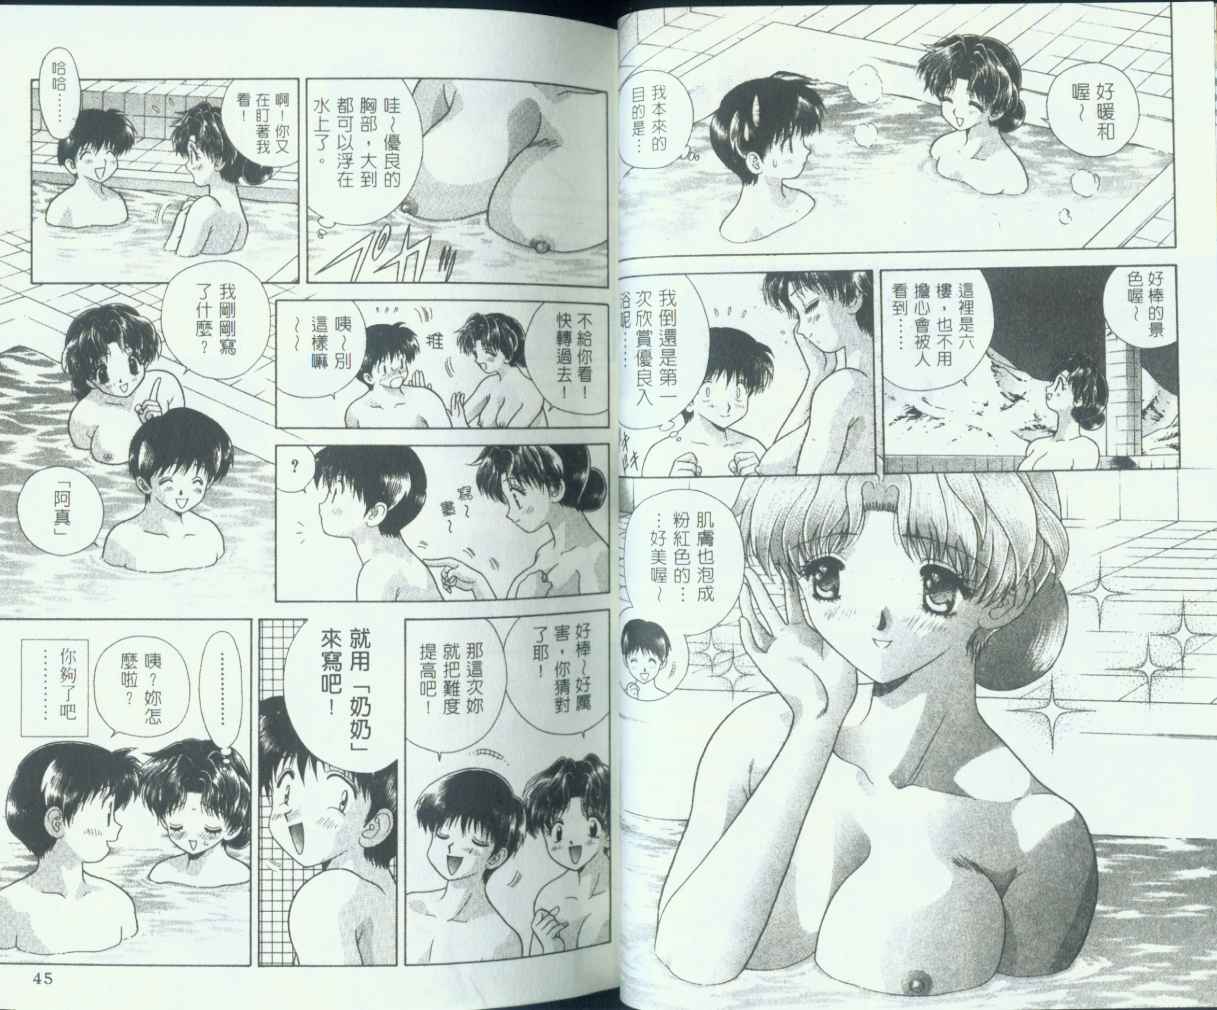 好暖和
喔～
我本來的
目的是…
好棒的景
色喔～
這裡是六
樓，也不用
擔心會被人
看到……
我倒還是第一
次欣賞優良入
浴呢……
肌膚也泡成
粉紅色的…
…好美喔～
哇～優良的
胸部，大到
都可以浮在
水上了。
プカ
啊！你又
在盯著我
看！
哈哈……
不給你看！
快轉過去！
推
咦～別
這樣嘛
～～
我剛剛寫
了什麼？
「阿真」
寫～
畫～
？
好棒～好厲
害，你猜對
了耶！
那這次妳
就把難度
提高吧！
就用「奶奶」
來寫吧！
…………
咦？妳怎
麼啦？
你夠了吧
…………
45